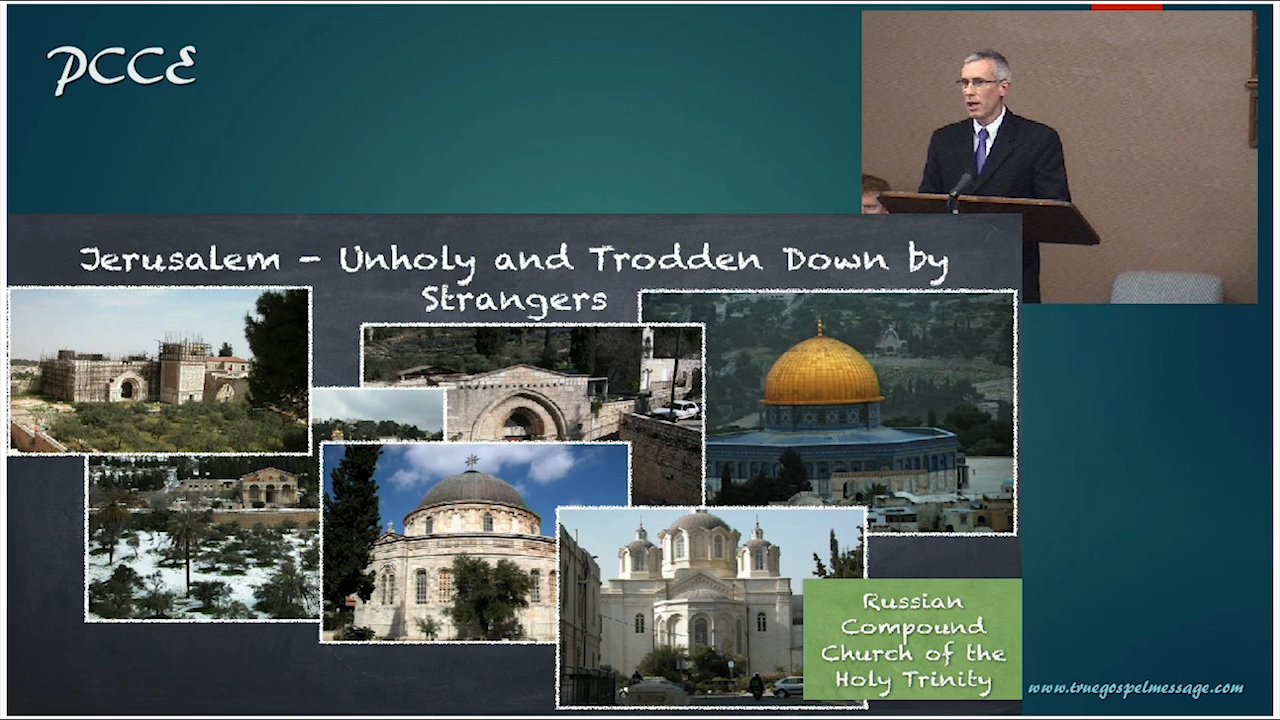 PCCE
Jerusalem - Unholy and Trodden Down by
Strangers
Russian
Compound
Church of the
Holy Trinity
www.truegospelmessage.com